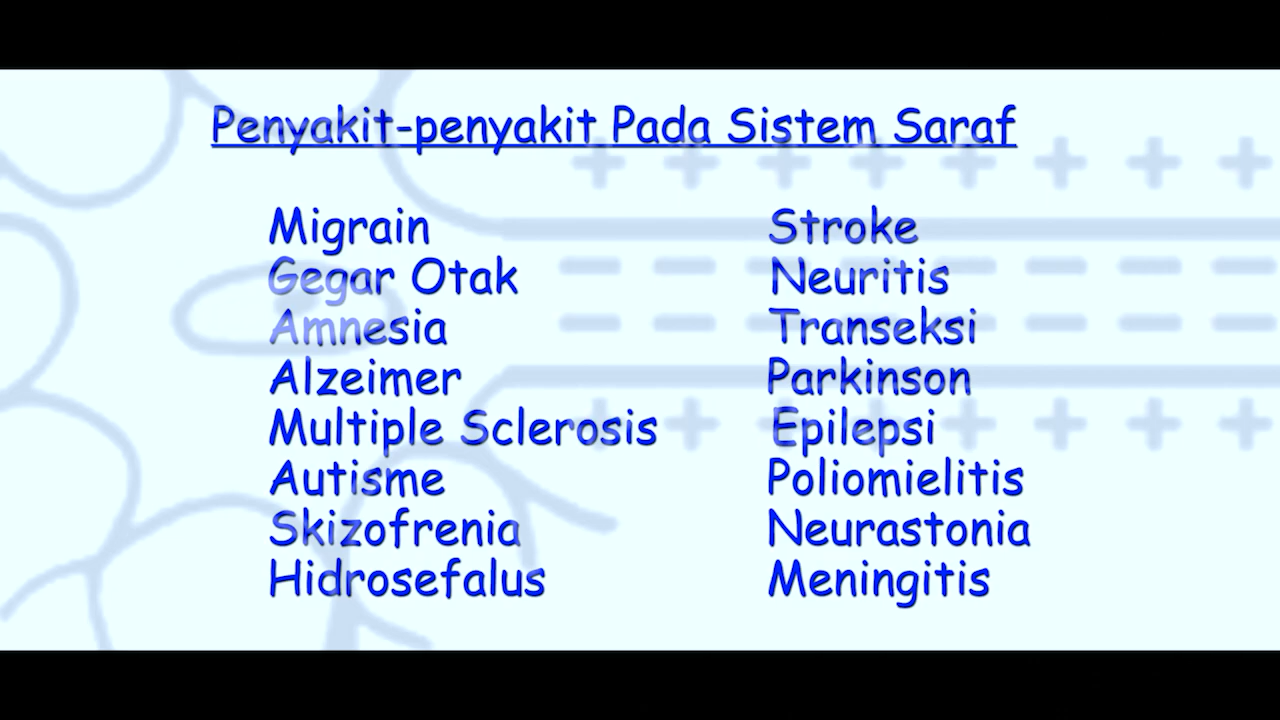 Penyakit-penyakit Pada Sistem Saraf
Migrain
Gegar Otak
Amnesia
Alzeimer
Multiple Sclerosis
Autisme
Skizofrenia
Hidrosefalus
Stroke
Neuritis
Transeksi
Parkinson
Epilepsi
Poliomielitis
Neurastonia
Meningitis